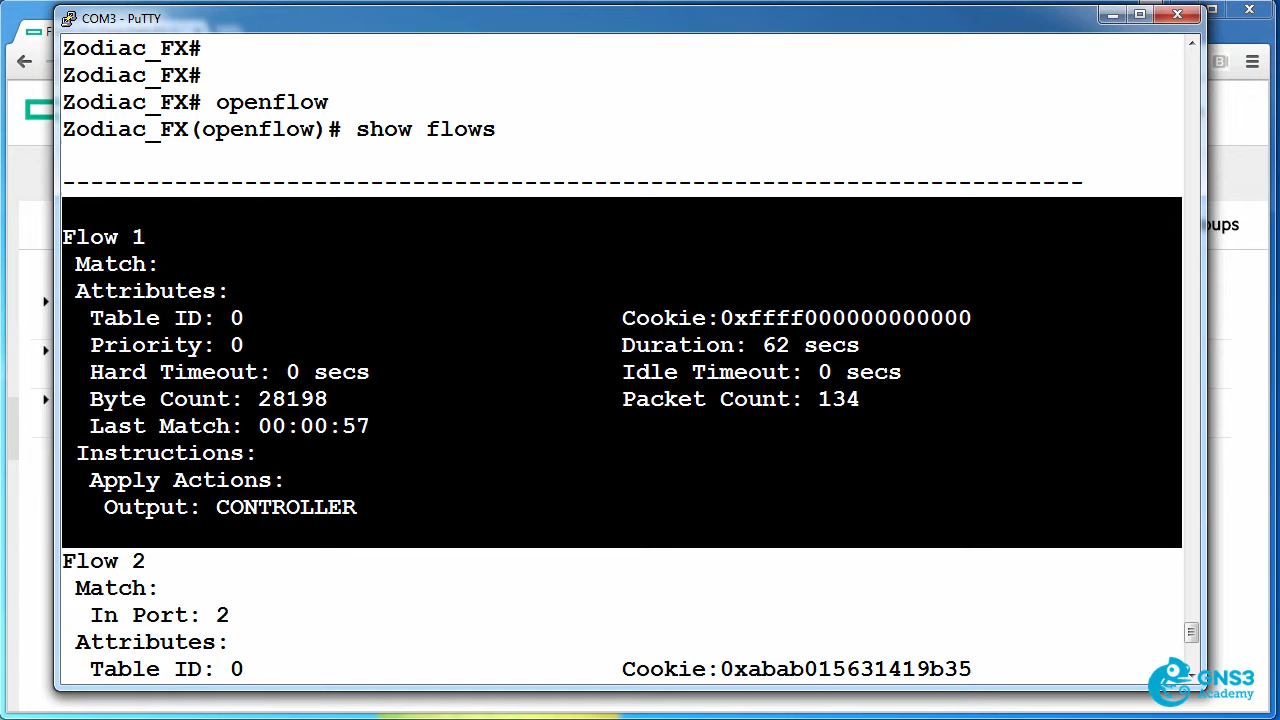 COM3 - PuTTY
Zodiac_FX#
Zodiac_FX#
Zodiac_FX# openflow
Zodiac_FX(openflow)# show flows
-------------------------------------------------------------------------
Flow 1
Match:
Attributes:
Table ID: 0 Cookie:0xffff000000000000
Priority: 0 Duration: 62 secs
Hard Timeout: 0 secs Idle Timeout: 0 secs
Byte Count: 28198 Packet Count: 134
Last Match: 00:00:57
Instructions:
Apply Actions:
Output: CONTROLLER
Flow 2
Match:
In Port: 2
Attributes:
Table ID: 0 Cookie:0xabab015631419b35
GNS3
Academy